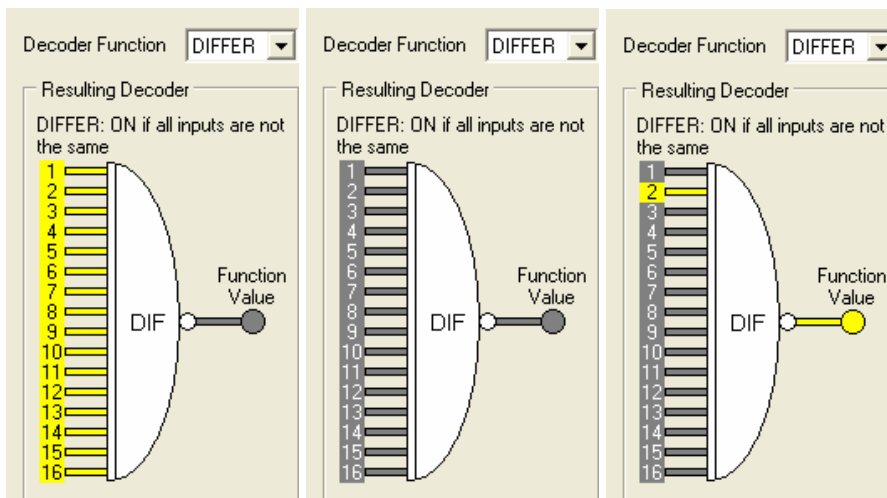 Decoder Function DIFFER
Resulting Decoder
DIFFER: ON if all inputs are not
the same
1
2
3
4
5
6
7
8
9
10
11
12
13
14
15
16
DIF
Function
Value
Decoder Function DIFFER
Resulting Decoder
DIFFER: ON if all inputs are not
the same
1
2
3
4
5
6
7
8
9
10
11
12
13
14
15
16
DIF
Function
Value
Decoder Function DIFFER
Resulting Decoder
DIFFER: ON if all inputs are not
the same
1
2
3
4
5
6
7
8
9
10
11
12
13
14
15
16
DIF
Function
Value